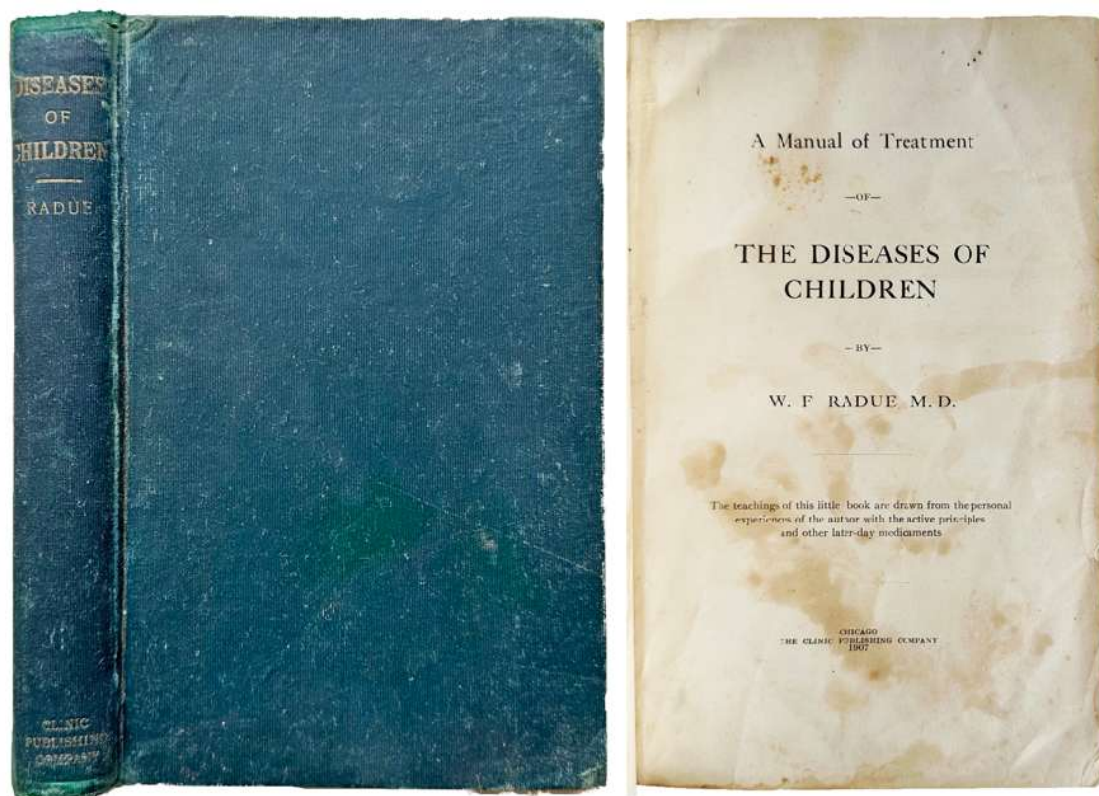 DISEASES
OF
CHILDREN
RADUE
CLINIC
PUBLISHING
COMPANY
A Manual of Treatment
—OF—
THE DISEASES OF
CHILDREN
—BY—
W. F RADUE M.D.
The teachings of this little book are drawn from the personal
experiences of the author with the active principles
and other later-day medicaments
CHICAGO
THE CLINIC PUBLISHING COMPANY
1907